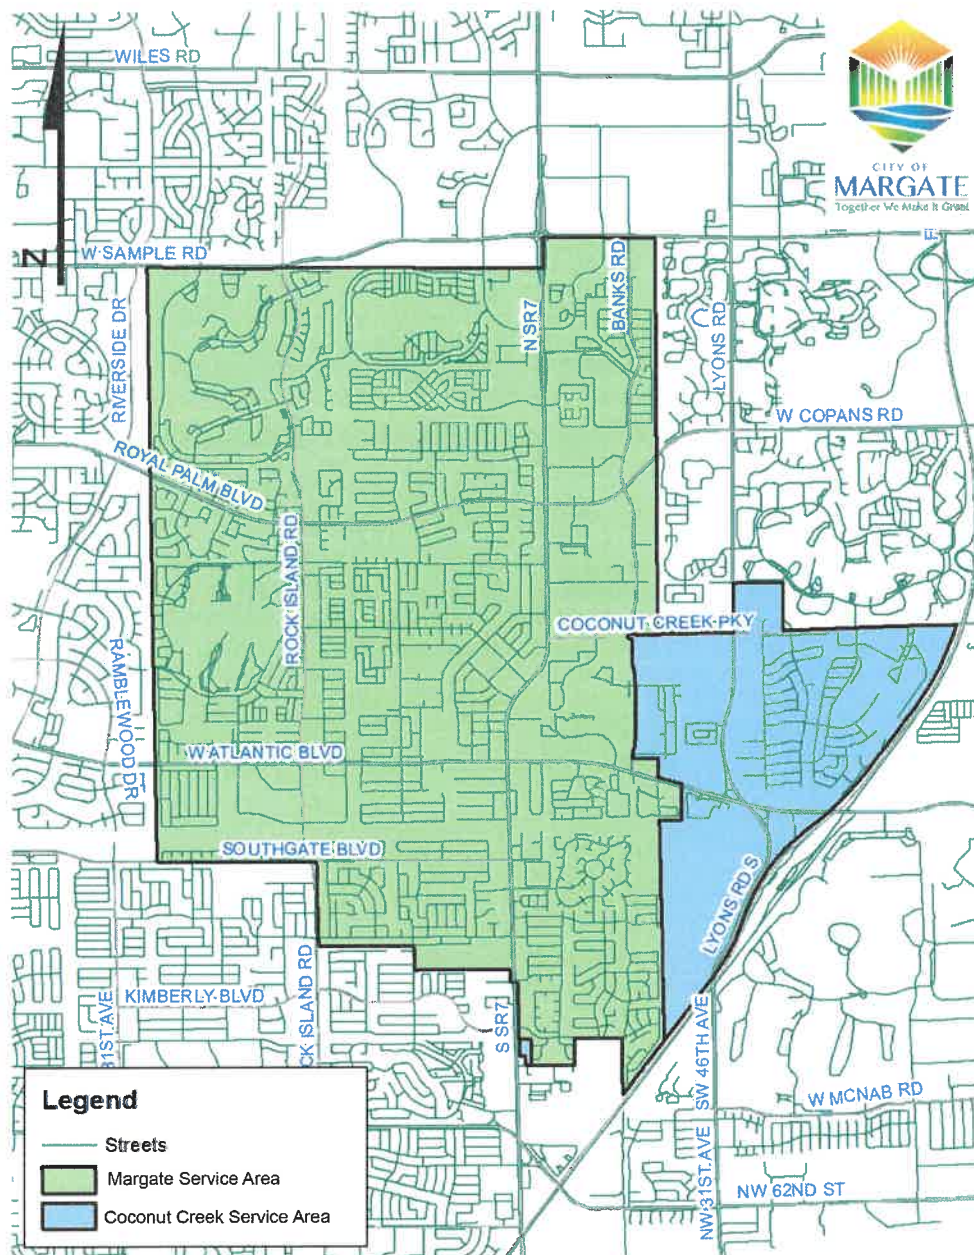 WILES RD
CITY OF
MARGATE
Together We Make It Great
N
W SAMPLE RD
RIVERSIDE DR
N SR7
BANKS RD
LYONS RD
W COPANS RD
ROYAL PALM BLVD
ROCK ISLAND RD
COCONUT CREEK PKY
RAMBLEWOOD DR
W ATLANTIC BLVD
SOUTHGATE BLVD
LYONS RD S
KIMBERLY BLVD
31ST AVE
CK ISLAND RD
S SR7
SW 46TH AVE
W MCNAB RD
NW 31ST AVE
NW 62ND ST
Legend
Streets
Margate Service Area
Coconut Creek Service Area